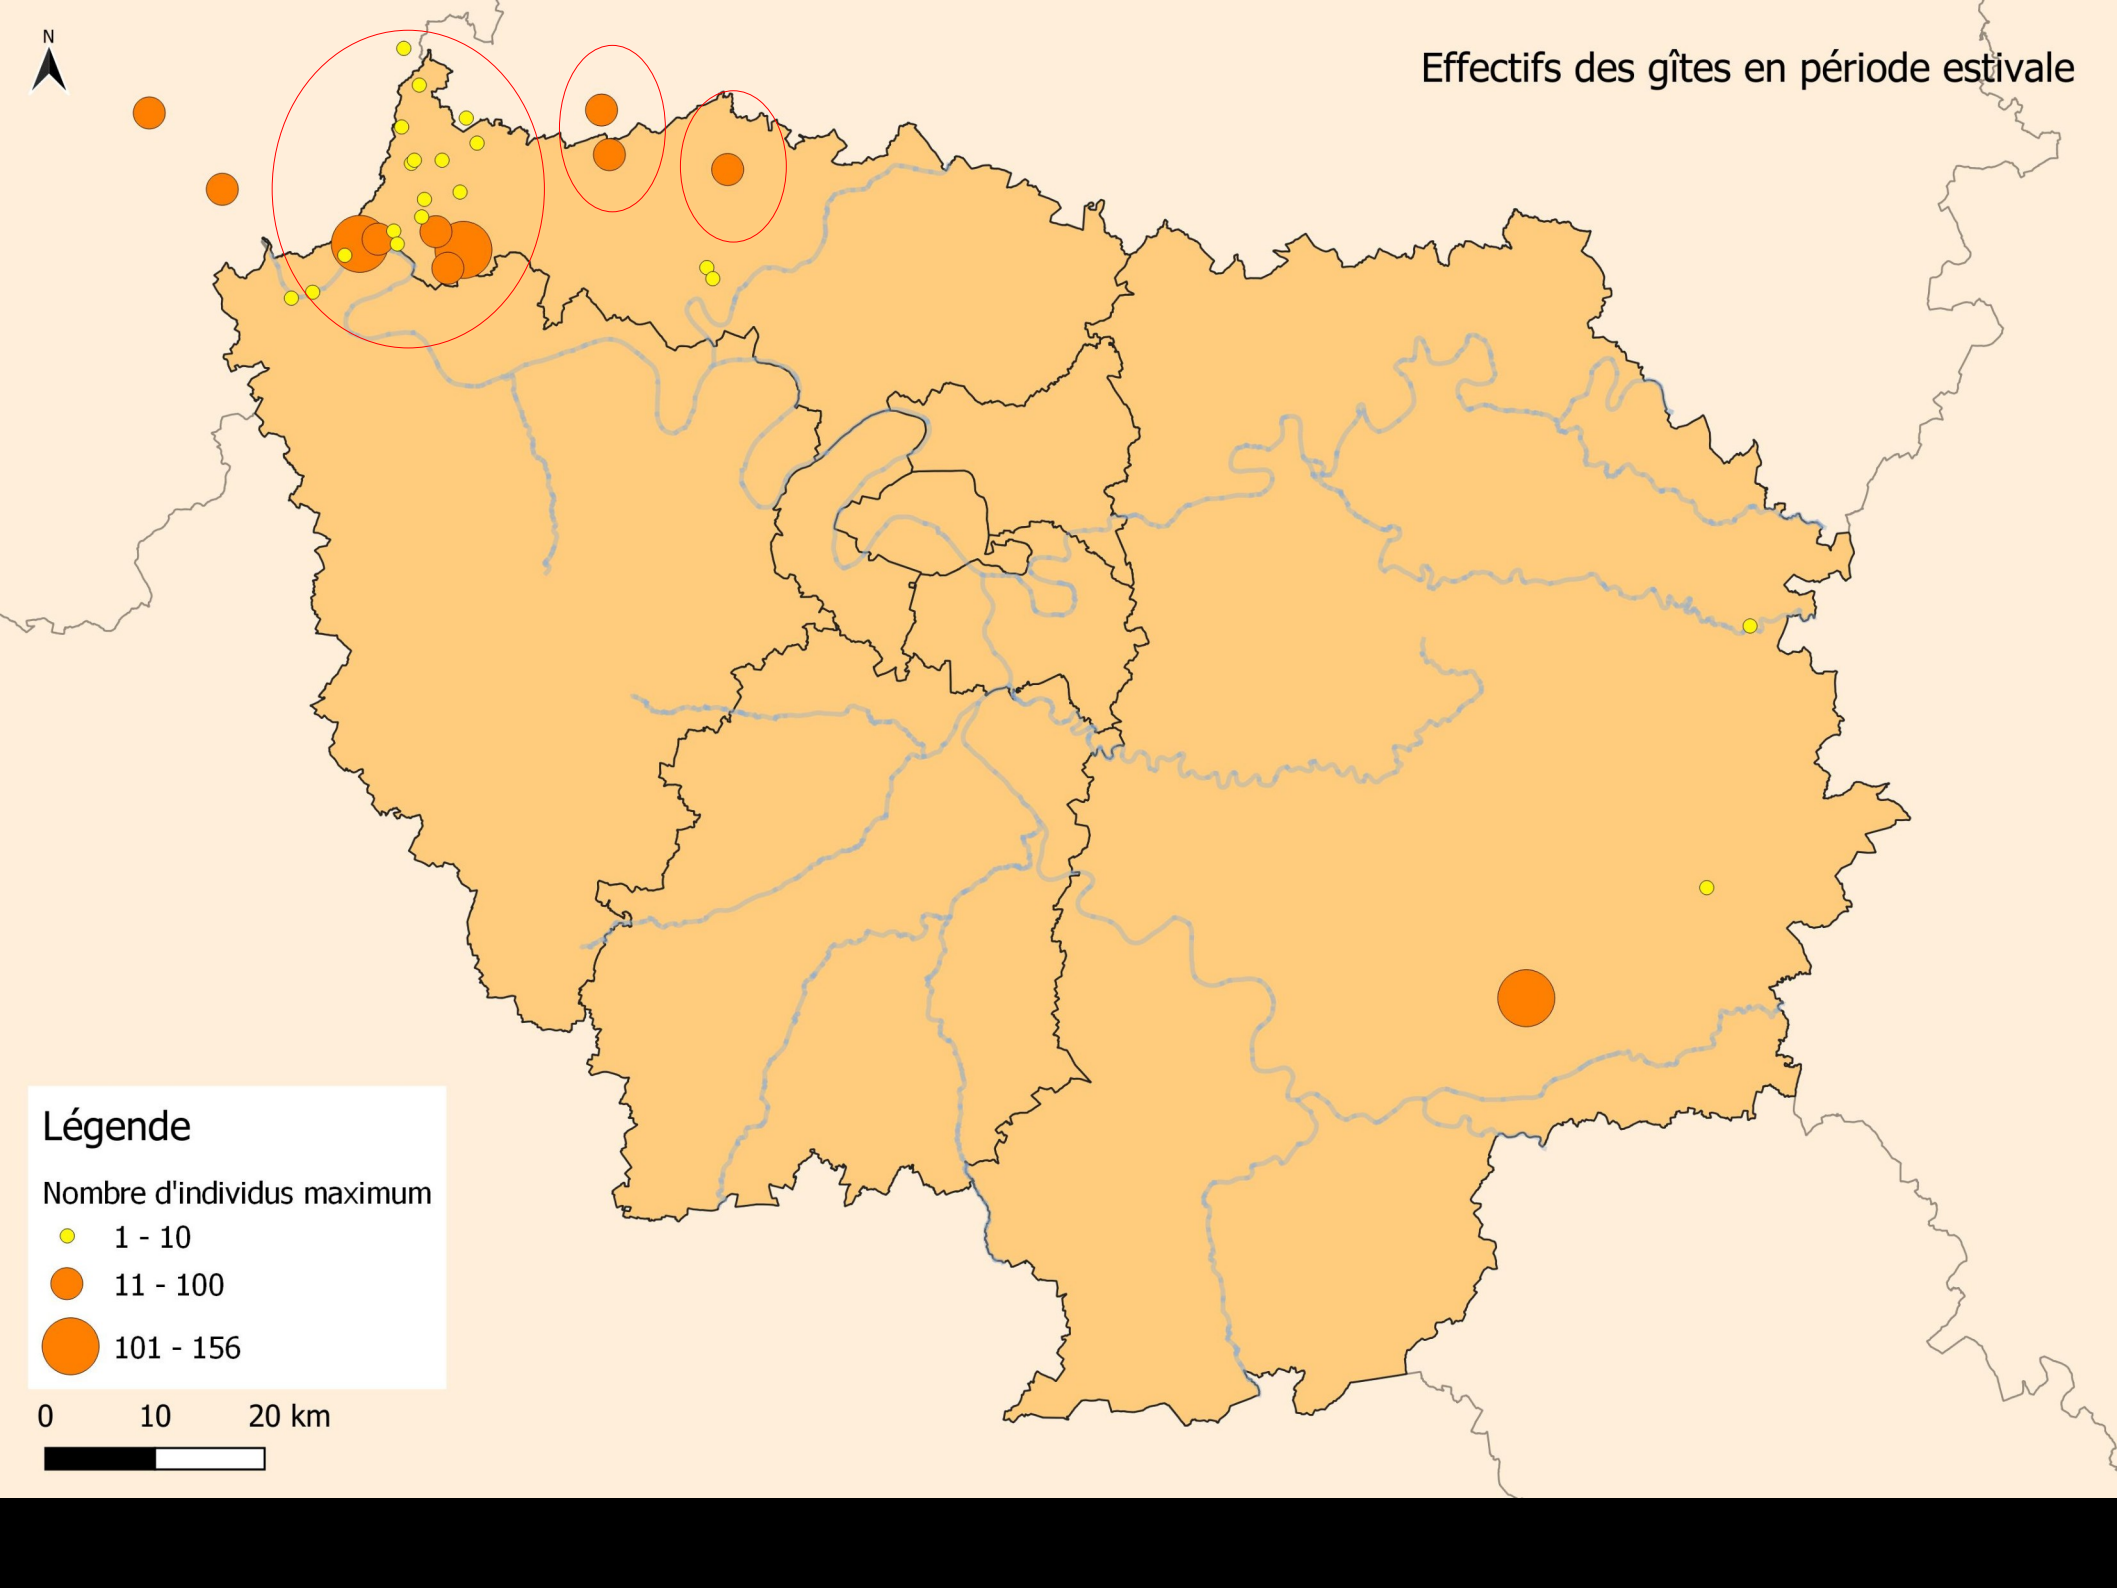 N
Effectifs des gîtes en période estivale
Légende
Nombre d'individus maximum
1 - 10
11 - 100
101 - 156
0 10 20 km